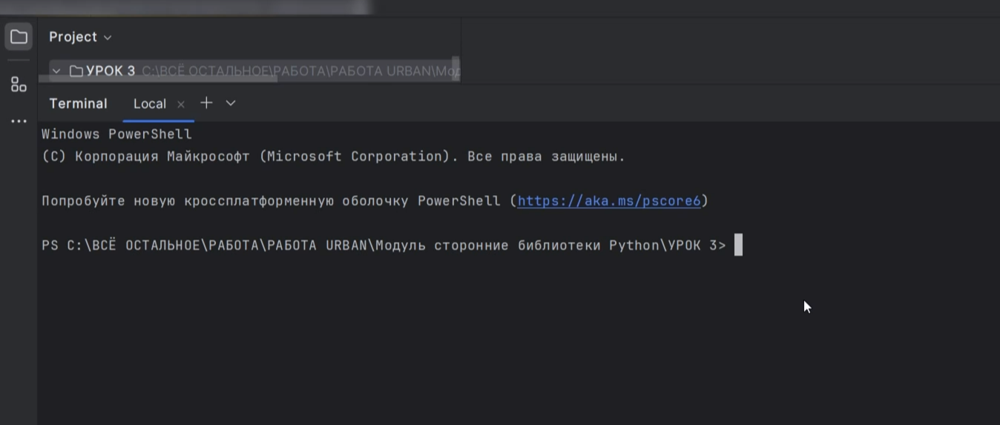 Project
УРОК 3 C:\ВСЁ ОСТАЛЬНОЕ\РАБОТА\РАБОТА URBAN\Мод
Terminal Local
Windows PowerShell
(C) Корпорация Майкрософт (Microsoft Corporation). Все права защищены.
Попробуйте новую кроссплатформенную оболочку PowerShell (https://aka.ms/pscore6)
PS C:\ВСЁ ОСТАЛЬНОЕ\РАБОТА\РАБОТА URBAN\Модуль сторонние библиотеки Python\УРОК 3>